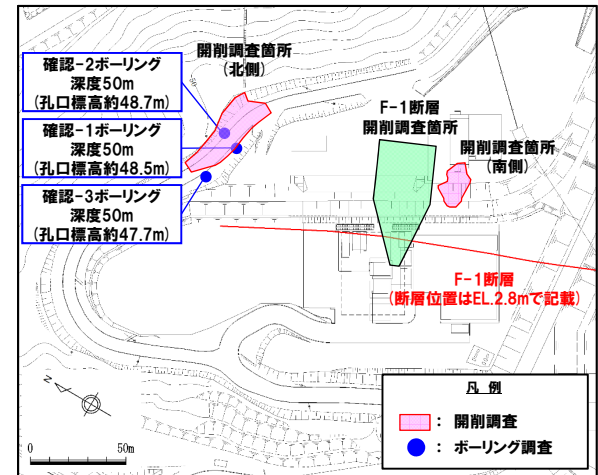 確認-2ボーリング
深度50m
(孔口標高約48.7m)
確認-1ボーリング
深度50m
(孔口標高約48.5m)
確認-3ボーリング
深度50m
(孔口標高約47.7m)
開削調査箇所
(北側)
F-1断層
開削調査箇所
開削調査箇所
(南側)
F-1断層
(断層位置はEL.2.8mで記載)
N
0 50m
凡 例
: 開削調査
: ボーリング調査